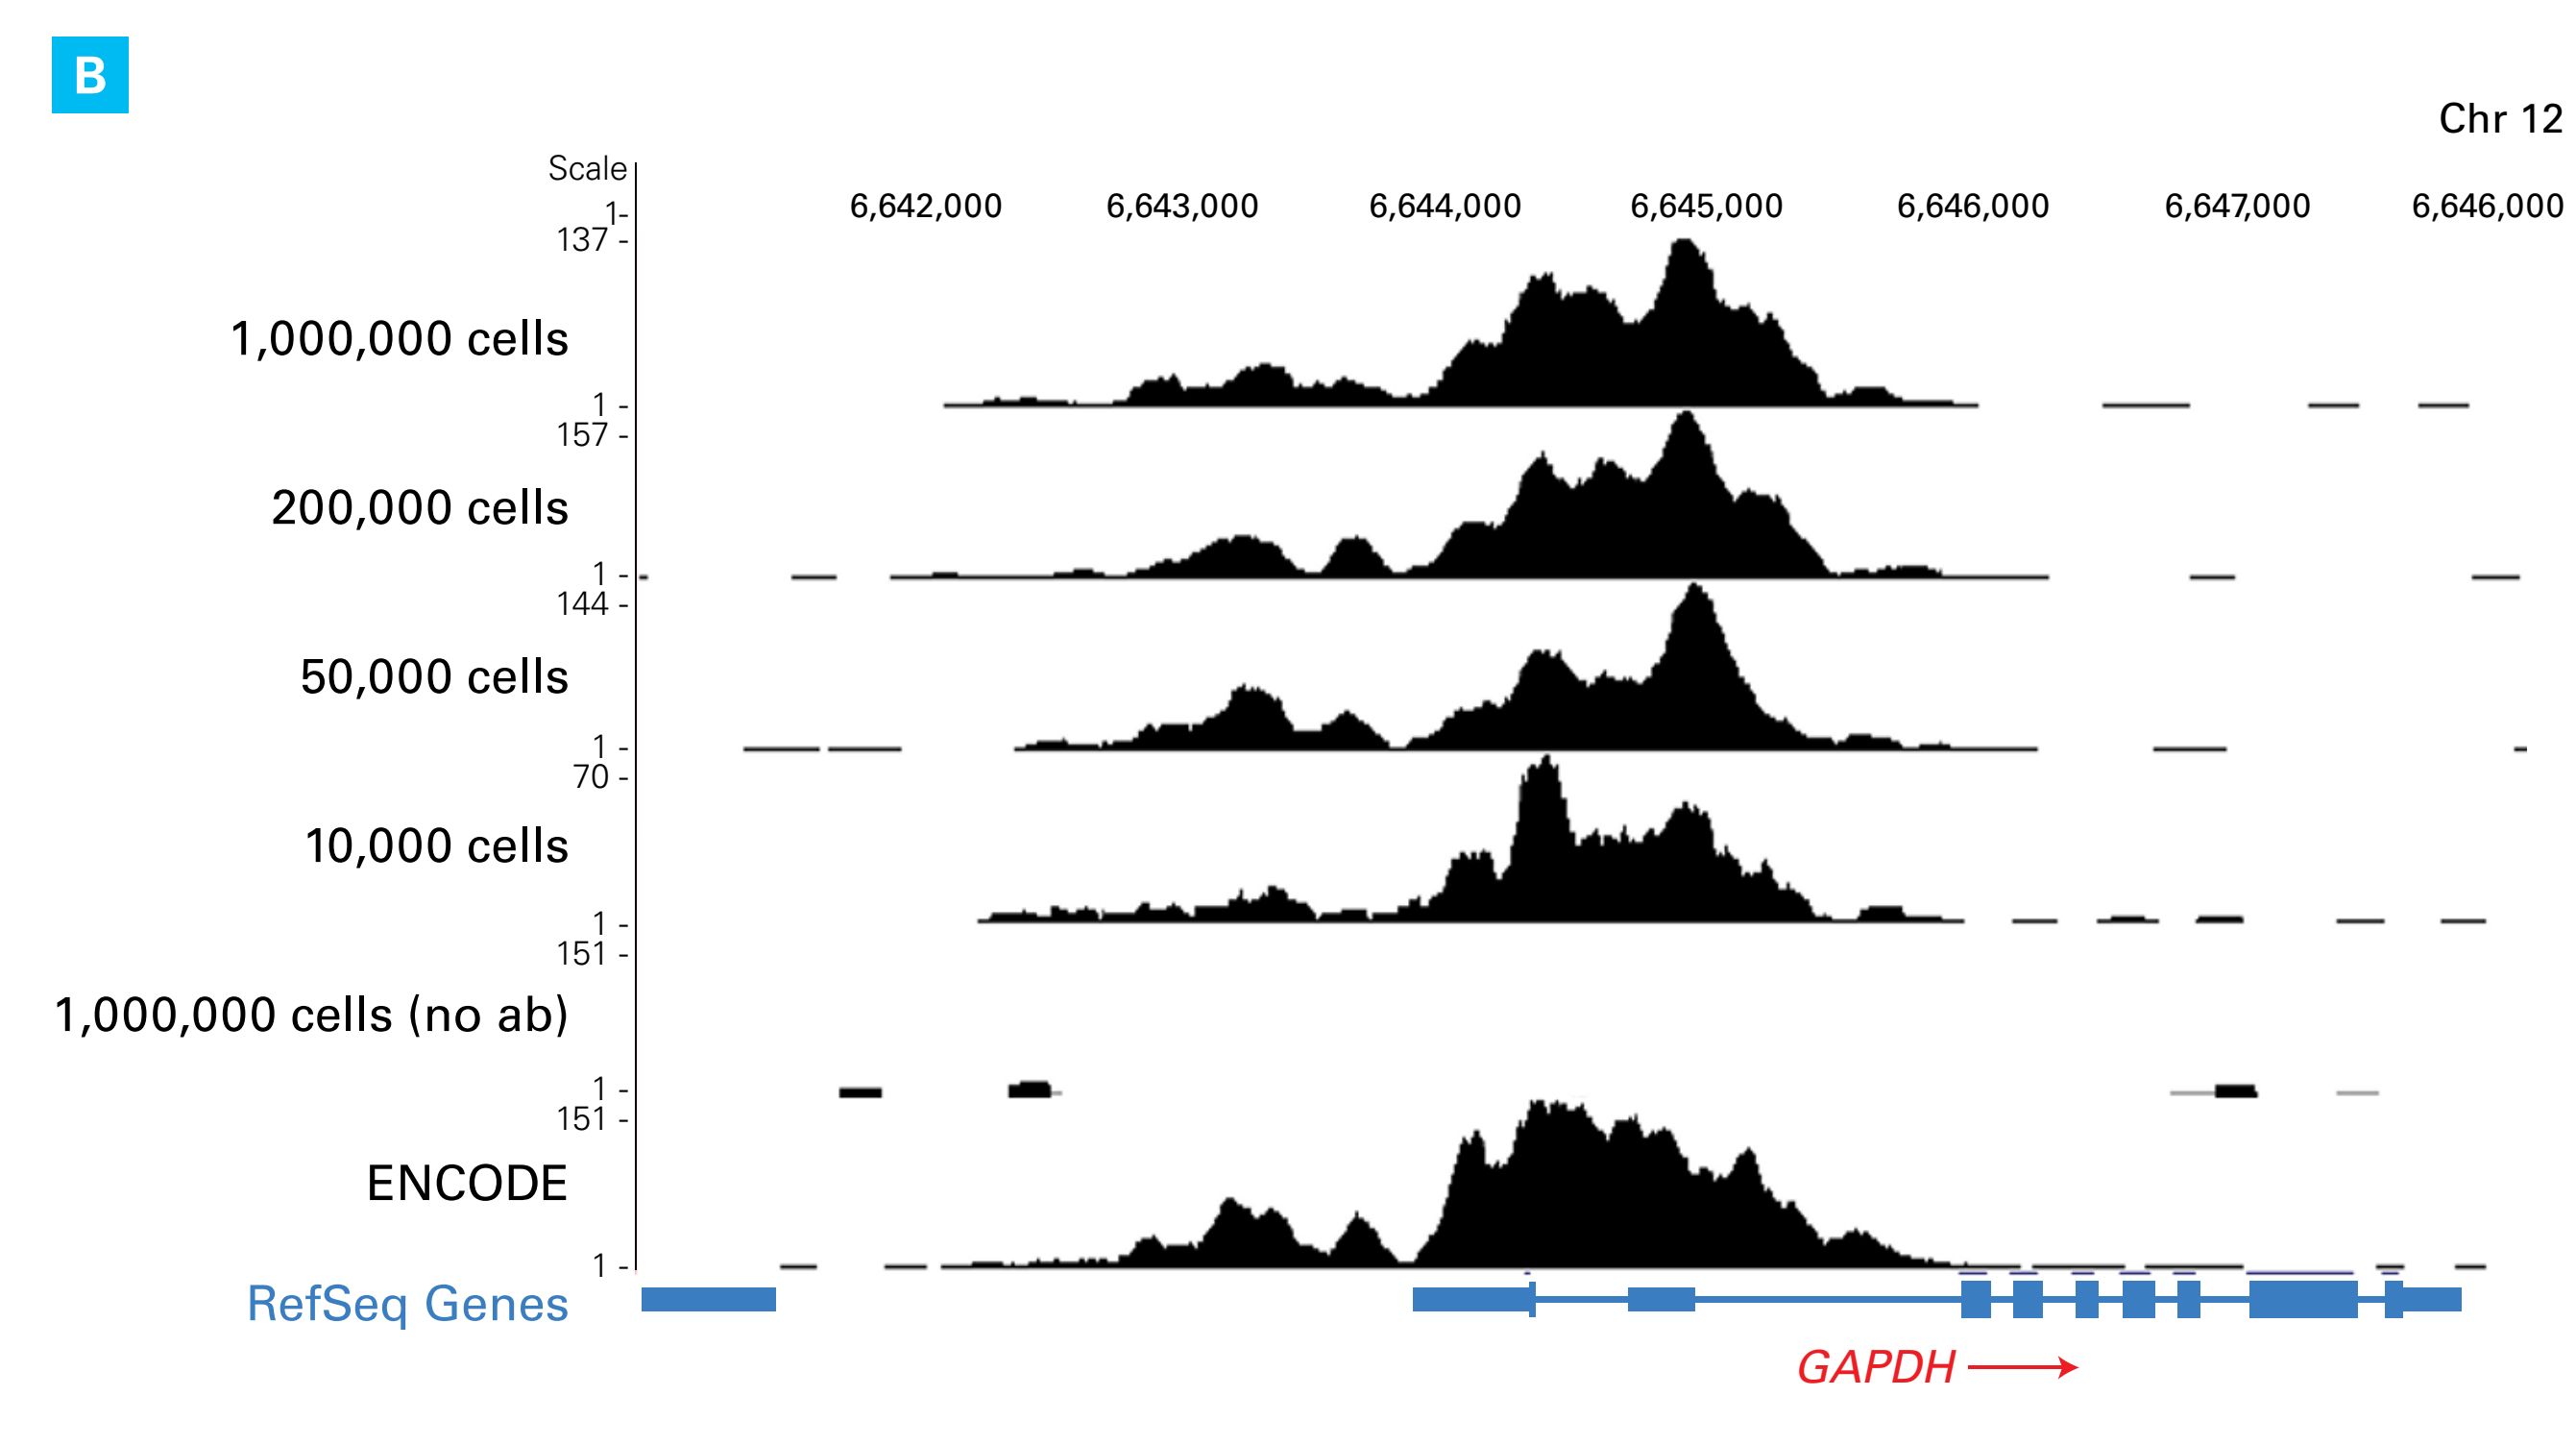 B
Chr 12
Scale
6,642,000 6,643,000 6,644,000 6,645,000 6,646,000 6,647,000 6,646,000
1-
137 -
1,000,000 cells
1 -
157 -
200,000 cells
1 -
144 -
50,000 cells
1 -
70 -
10,000 cells
1 -
151 -
1,000,000 cells (no ab)
1 -
151 -
ENCODE
1 -
RefSeq Genes
GAPDH